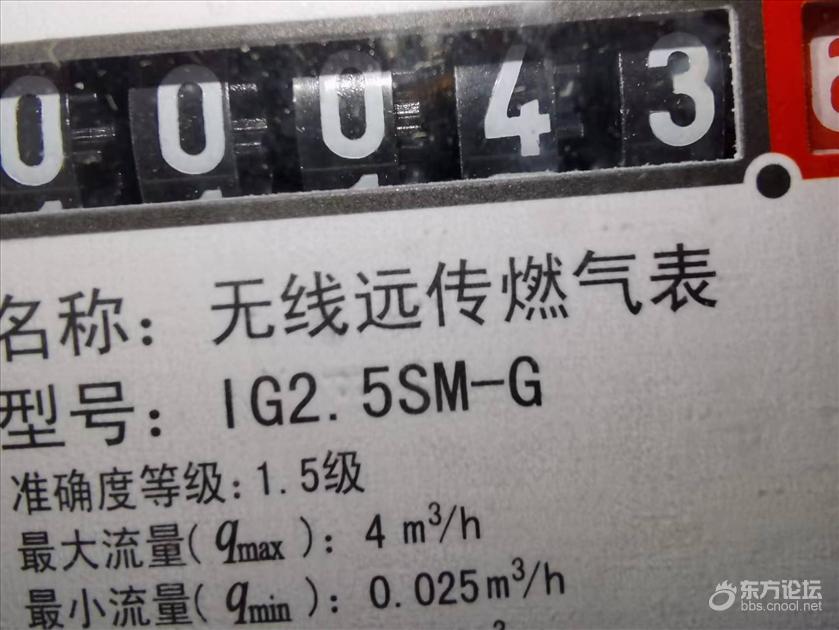 00043 6
名称：无线远传燃气表
型号：IG2.5SM-G
准确度等级：1.5级
最大流量(qmax)：4 m³/h
最小流量(qmin)：0.025m³/h
东方论坛
bbs.cnool.net